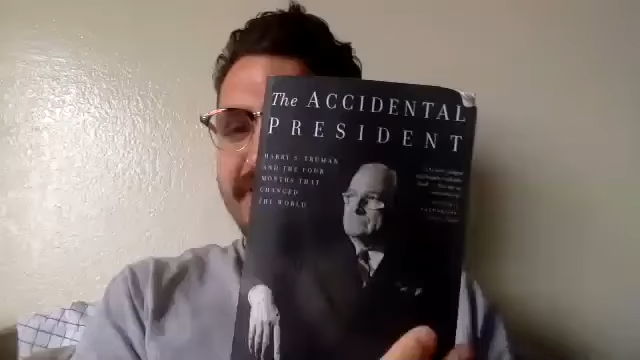 The ACCIDENTAL
PRESIDENT
HARRY S. TRUMAN
AND THE FOUR
MONTHS THAT
CHANGED
THE WORLD